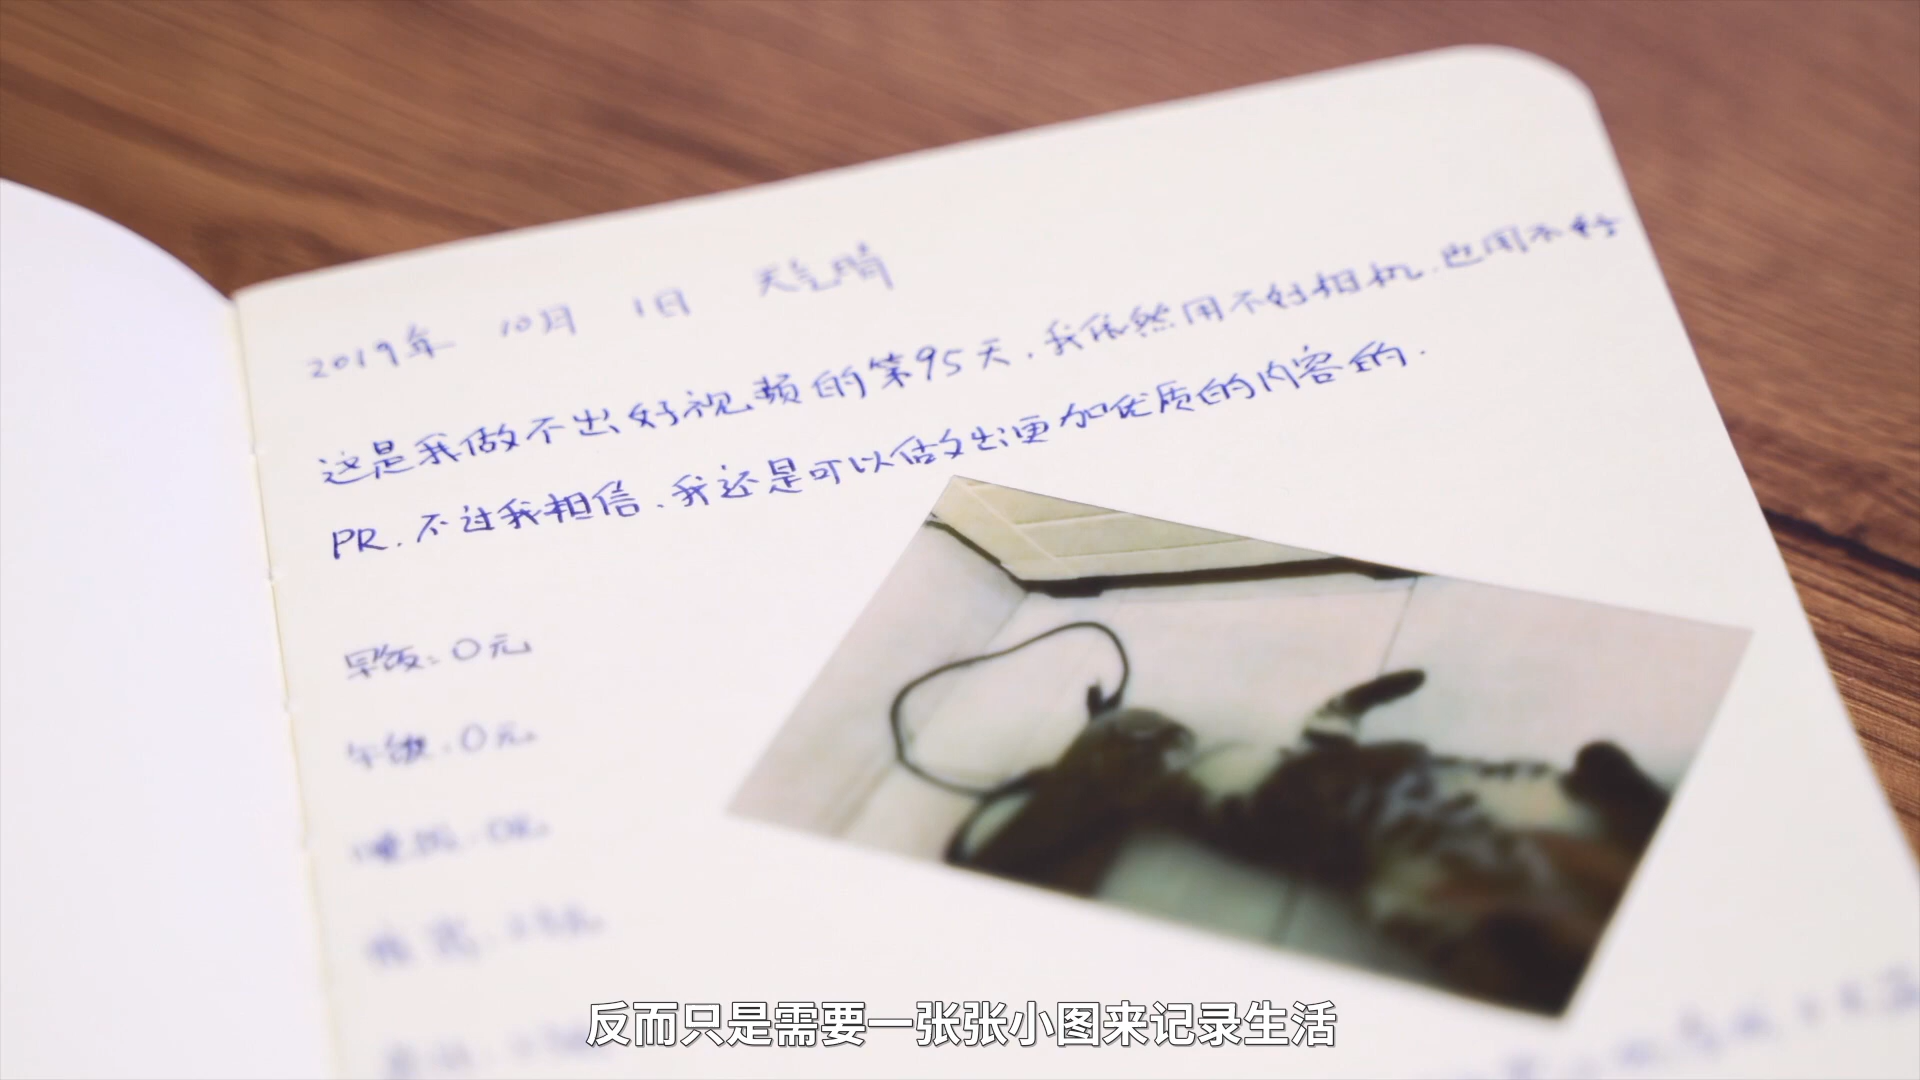 2019年 10月 1日 天气晴
这是我做不出好视频的第95天，我依然用不好相机，也用不好
PR，不过我相信，我还是可以做出更加优质的内容的.
早饭：0元
午饭：0元
晚饭：0元
反而只是需要一张张小图来记录生活